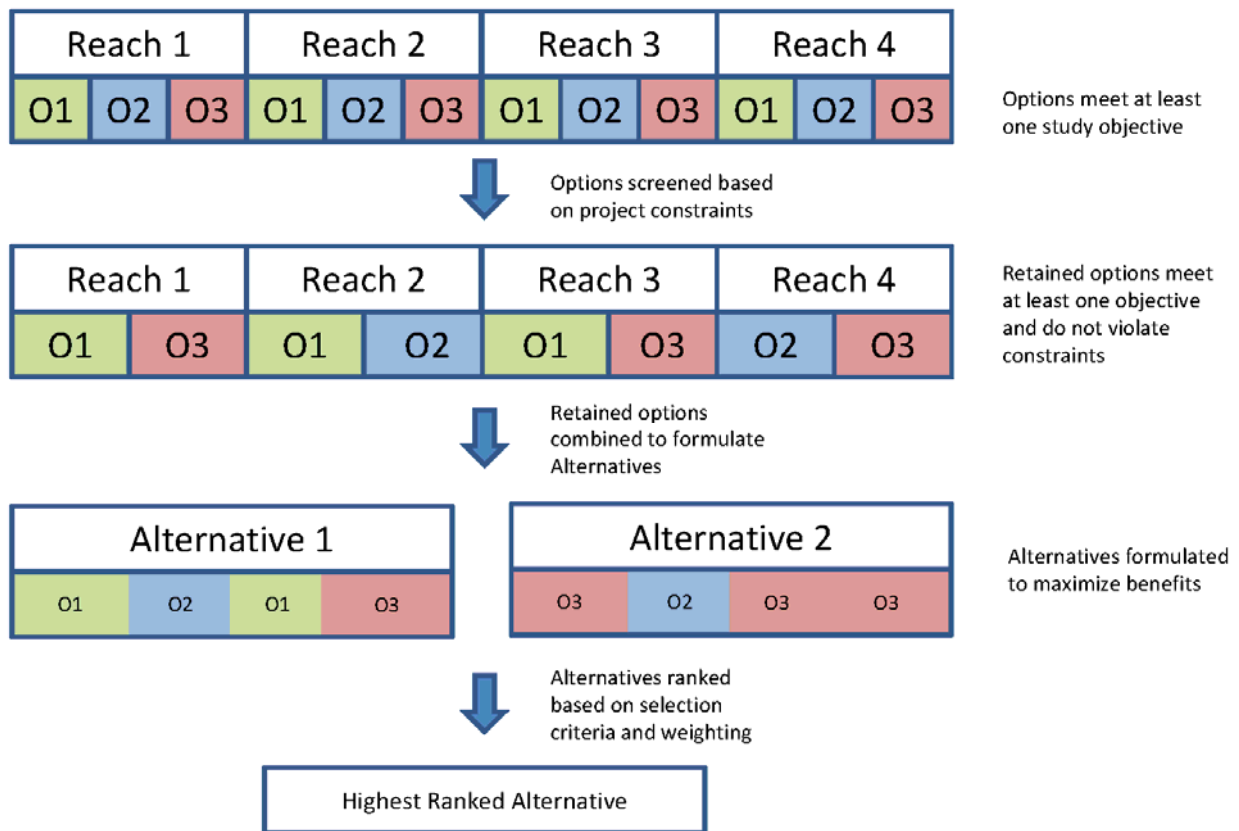 Reach 1 Reach 2 Reach 3 Reach 4
O1 O2 O3 O1 O2 O3 O1 O2 O3 O1 O2 O3
Options meet at least
one study objective
Options screened based
on project constraints
Reach 1 Reach 2 Reach 3 Reach 4
O1 O3 O1 O2 O1 O3 O2 O3
Retained options meet
at least one objective
and do not violate
constraints
Retained options
combined to formulate
Alternatives
Alternative 1
O1 O2 O1 O3
Alternative 2
O3 O2 O3 O3
Alternatives formulated
to maximize benefits
Alternatives ranked
based on selection
criteria and weighting
Highest Ranked Alternative